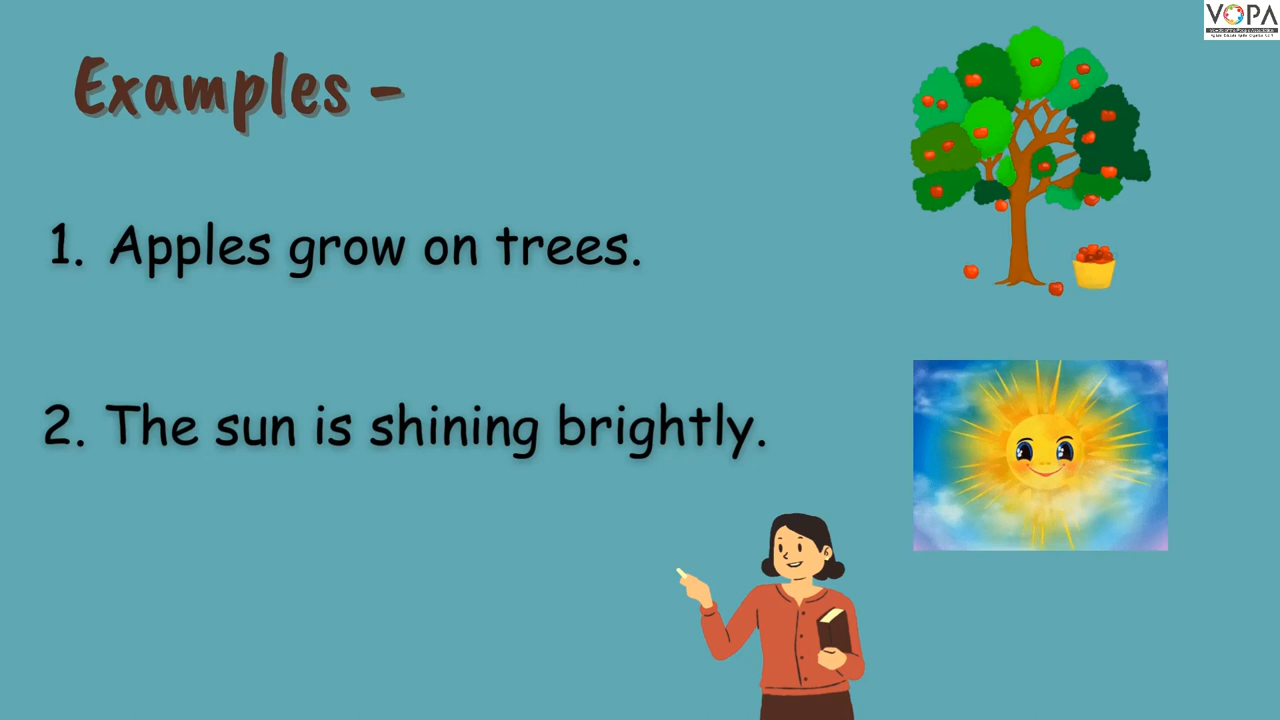 VOPA
Examples -
1. Apples grow on trees.
2. The sun is shining brightly.